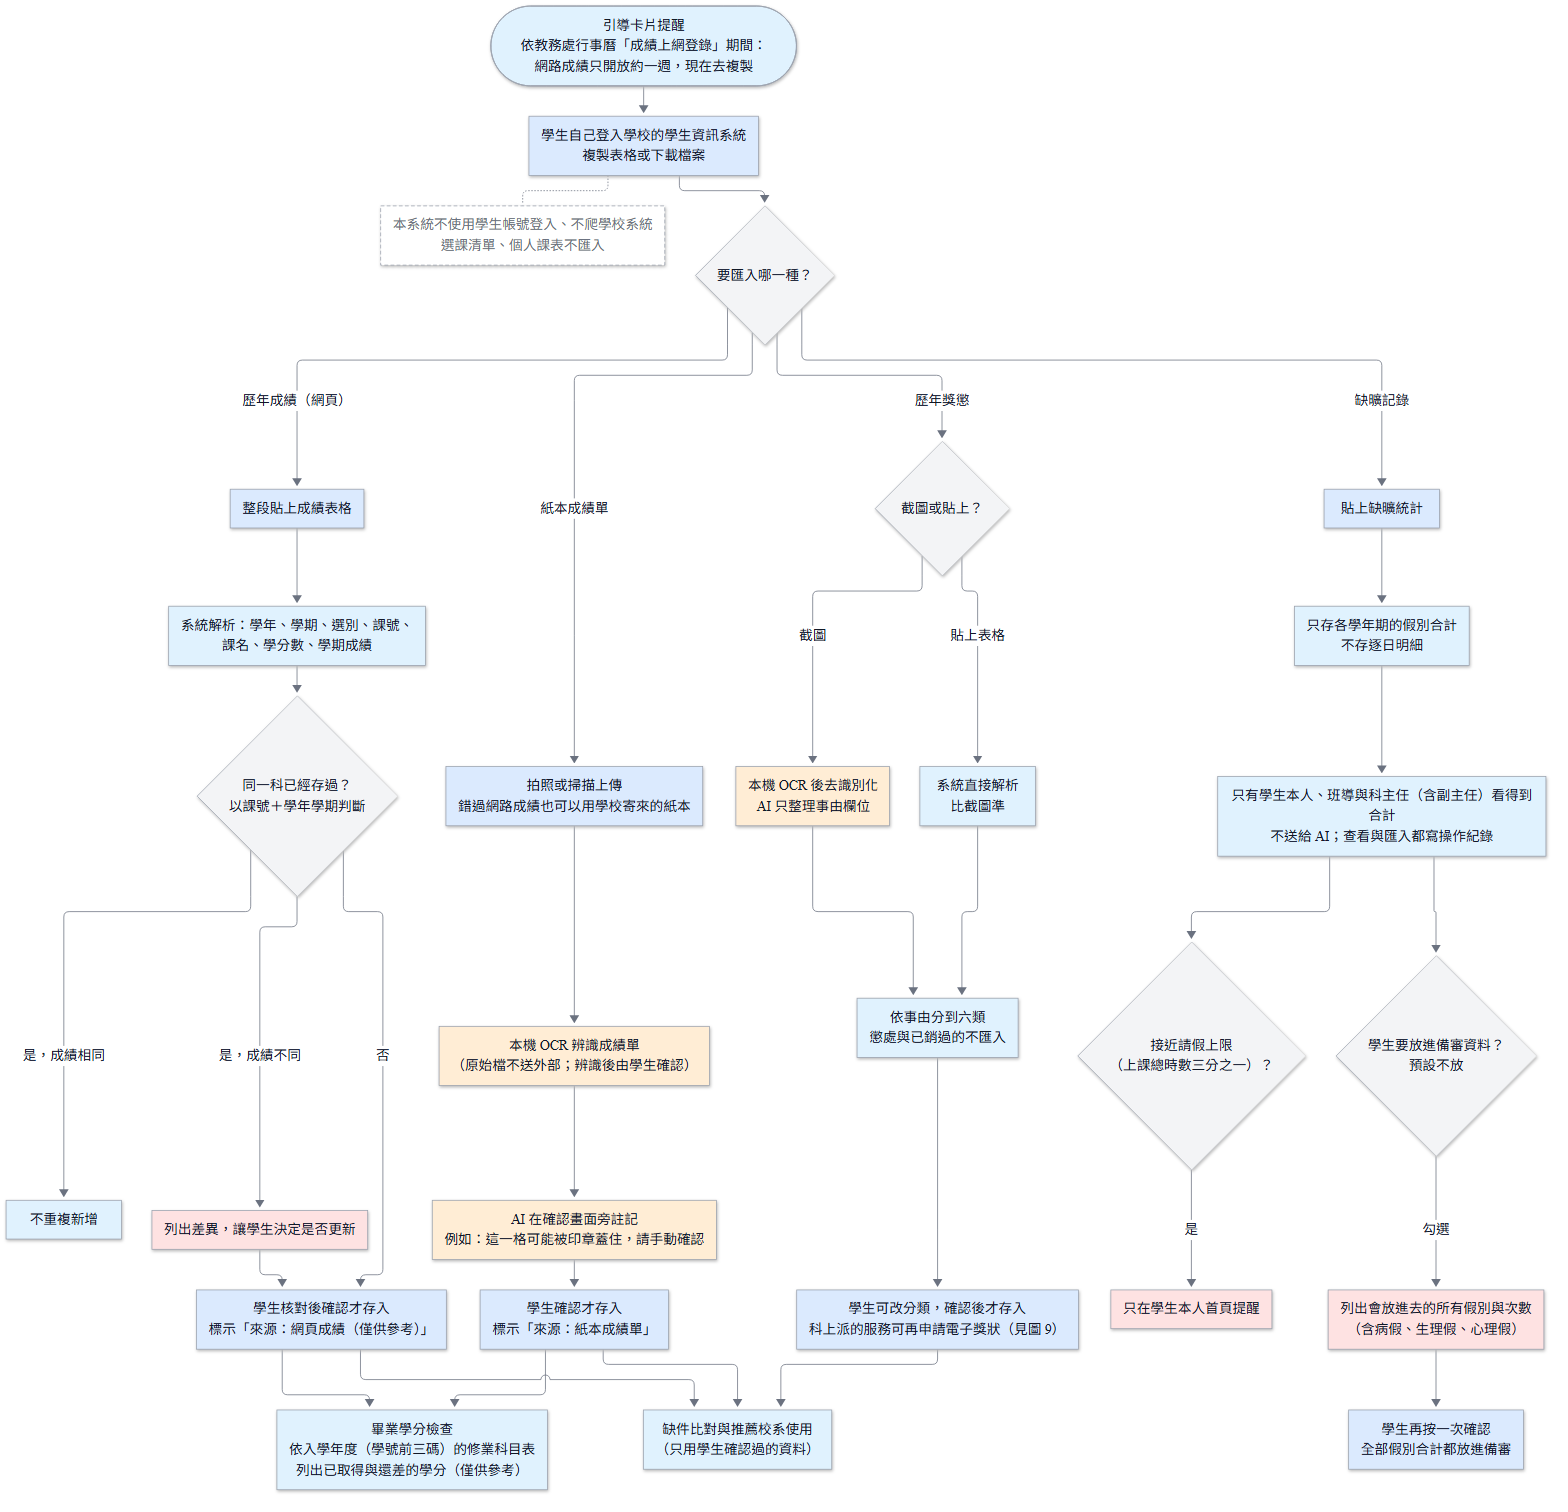 引導卡片提醒
依教務處行事曆「成績上網登錄」期間：
網路成績只開放約一週，現在去複製
學生自己登入學校的學生資訊系統
複製表格或下載檔案
本系統不使用學生帳號登入、不爬學校系統
選課清單、個人課表不匯入
要匯入哪一種？
歷年成績（網頁）
紙本成績單
歷年獎懲
缺曠記錄
整段貼上成績表格
系統解析：學年、學期、選別、課號、
課名、學分數、學期成績
同一科已經存過？
以課號＋學年學期判斷
是，成績相同
是，成績不同
否
不重複新增
列出差異，讓學生決定是否更新
學生核對後確認才存入
標示「來源：網頁成績（僅供參考）」
拍照或掃描上傳
錯過網路成績也可以用學校寄來的紙本
本機 OCR 辨識成績單
（原始檔不送外部；辨識後由學生確認）
AI 在確認畫面旁註記
例如：這一格可能被印章蓋住，請手動確認
學生確認才存入
標示「來源：紙本成績單」
截圖或貼上？
截圖
貼上表格
本機 OCR 後去識別化
AI 只整理事由欄位
系統直接解析
比截圖準
依事由分到六類
懲處與已銷過的不匯入
學生可改分類，確認後才存入
科上派的服務可再申請電子獎狀（見圖 9）
貼上缺曠統計
只存各學年期的假別合計
不存逐日明細
只有學生本人、班導與科主任（含副主任）看得到
合計
不送給 AI；查看與匯入都寫操作紀錄
接近請假上限
（上課總時數三分之一）？
是
只在學生本人首頁提醒
學生要放進備審資料？
預設不放
勾選
列出會放進去的所有假別與次數
（含病假、生理假、心理假）
學生再按一次確認
全部假別合計都放進備審
畢業學分檢查
依入學年度（學號前三碼）的修業科目表
列出已取得與還差的學分（僅供參考）
缺件比對與推薦校系使用
（只用學生確認過的資料）